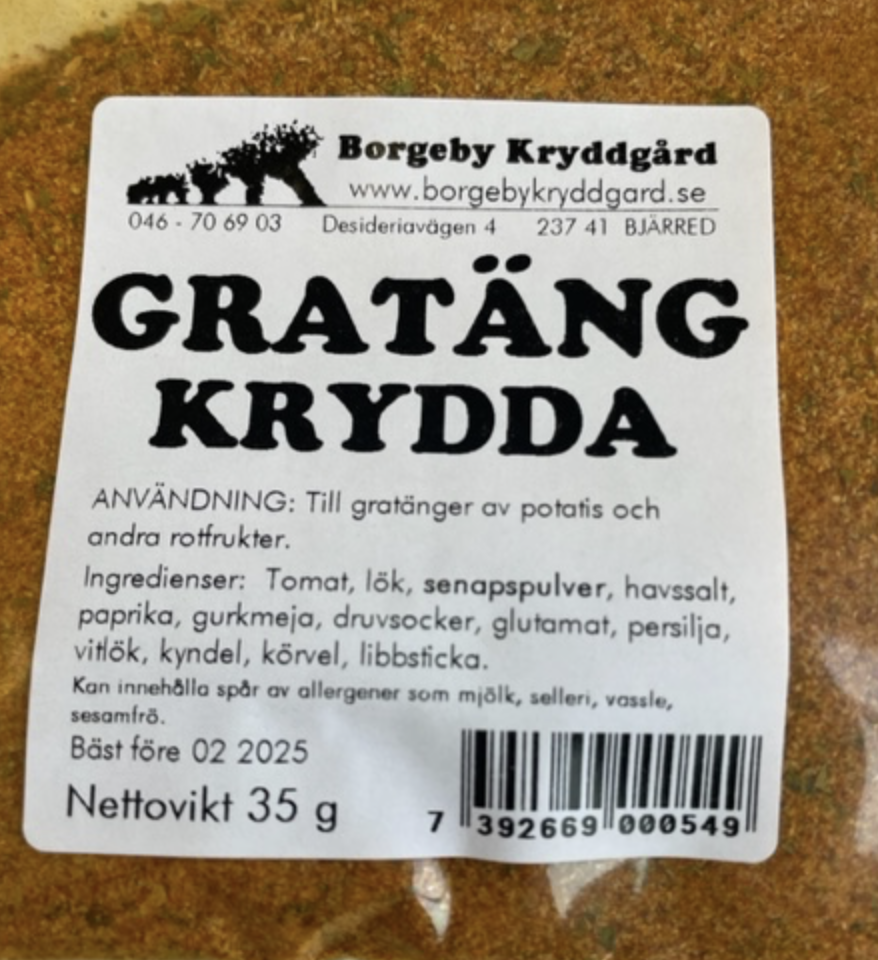 Borgeby Kryddgård
www.borgebykryddgard.se
046 - 70 69 03 Desideriavägen 4 237 41 BJÄRRED
GRATÄNG
KRYDDA
ANVÄNDNING: Till gratänger av potatis och
andra rotfrukter.
Ingredienser: Tomat, lök, senapspulver, havssalt,
paprika, gurkmeja, druvsocker, glutamat, persilja,
vitlök, kyndel, körvel, libbsticka.
Kan innehålla spår av allergener som mjölk, selleri, vassle,
sesamfrö.
Bäst före 02 2025
Nettovikt 35 g
7 392669 000549